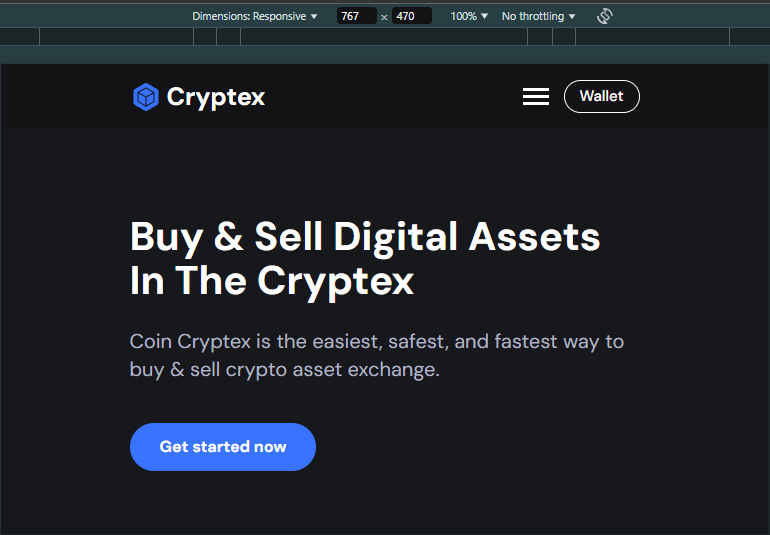 Dimensions: Responsive 767 x 470 100% No throttling
Cryptex Wallet
Buy & Sell Digital Assets
In The Cryptex
Coin Cryptex is the easiest, safest, and fastest way to
buy & sell crypto asset exchange.
Get started now